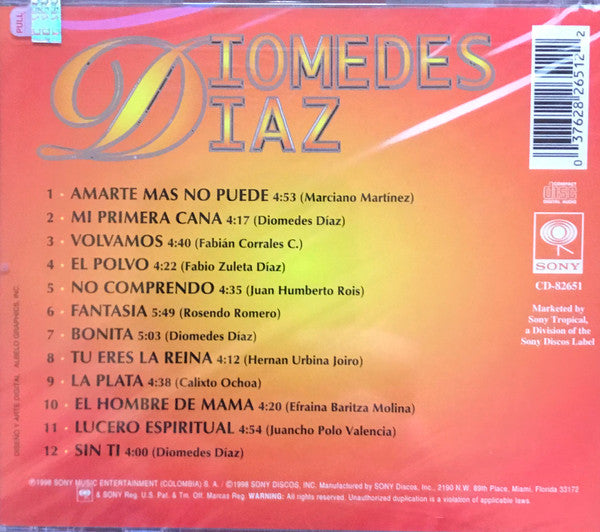 PULL
DIOMEDES
DIAZ
0 37628 26512 2
COMPACT
disc
DIGITAL AUDIO
1 · AMARTE MAS NO PUEDE 4:53 (Marciano Martínez)
2 · MI PRIMERA CANA 4:17 (Diomedes Díaz)
3 · VOLVAMOS 4:40 (Fabián Corrales C.)
4 · EL POLVO 4:22 (Fabio Zuleta Díaz)
5 · NO COMPRENDO 4:35 (Juan Humberto Rois)
6 · FANTASIA 5:49 (Rosendo Romero)
7 · BONITA 5:03 (Diomedes Díaz)
8 · TU ERES LA REINA 4:12 (Hernan Urbina Joiro)
9 · LA PLATA 4:38 (Calixto Ochoa)
10 · EL HOMBRE DE MAMA 4:20 (Efraina Baritza Molina)
11 · LUCERO ESPIRITUAL 4:54 (Juancho Polo Valencia)
12 · SIN TI 4:00 (Diomedes Díaz)
SONY
CD-82651
Marketed by
Sony Tropical,
a Division of the
Sony Discos Label
DISEÑO Y ARTE DIGITAL: ALBELO GRAPHICS, INC.
℗1998 SONY MUSIC ENTERTAINMENT (COLOMBIA) S. A. / ©1998 SONY DISCOS, INC. Manufactured by SONY Discos, Inc., 2190 N.W. 89th Place, Miami, Florida 33172
& SONY Reg. U.S. Pat. & Tm. Off. Marcas Reg. WARNING: All rights reserved. Unauthorized duplication is a violation of applicable laws.